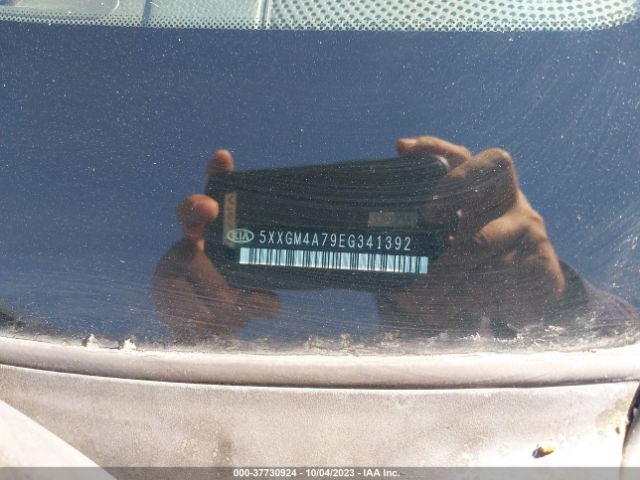 KIA 5XXGM4A79EG341392
000-37730924 - 10/04/2023 - IAA Inc.